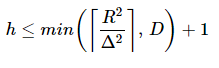 h ≤ min(⌈R²/Δ²⌉, D) + 1